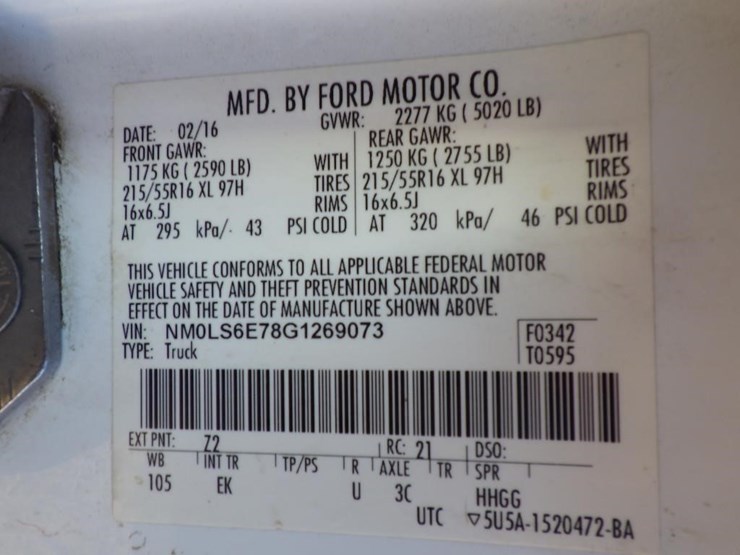 MFD. BY FORD MOTOR CO.
DATE: 02/16 GVWR: 2277 KG ( 5020 LB)
FRONT GAWR: REAR GAWR:
1175 KG ( 2590 LB) WITH 1250 KG ( 2755 LB) WITH
215/55R16 XL 97H TIRES 215/55R16 XL 97H TIRES
16x6.5J RIMS 16x6.5J RIMS
AT 295 kPa/ 43 PSI COLD AT 320 kPa/ 46 PSI COLD
THIS VEHICLE CONFORMS TO ALL APPLICABLE FEDERAL MOTOR
VEHICLE SAFETY AND THEFT PREVENTION STANDARDS IN
EFFECT ON THE DATE OF MANUFACTURE SHOWN ABOVE.
VIN: NM0LS6E78G1269073 F0342
TYPE: Truck T0595
EXT PNT: Z2 RC: 21 DSO:
WB INT TR TP/PS R AXLE TR SPR
105 EK U 3C HHGG
UTC ▽5U5A-1520472-BA